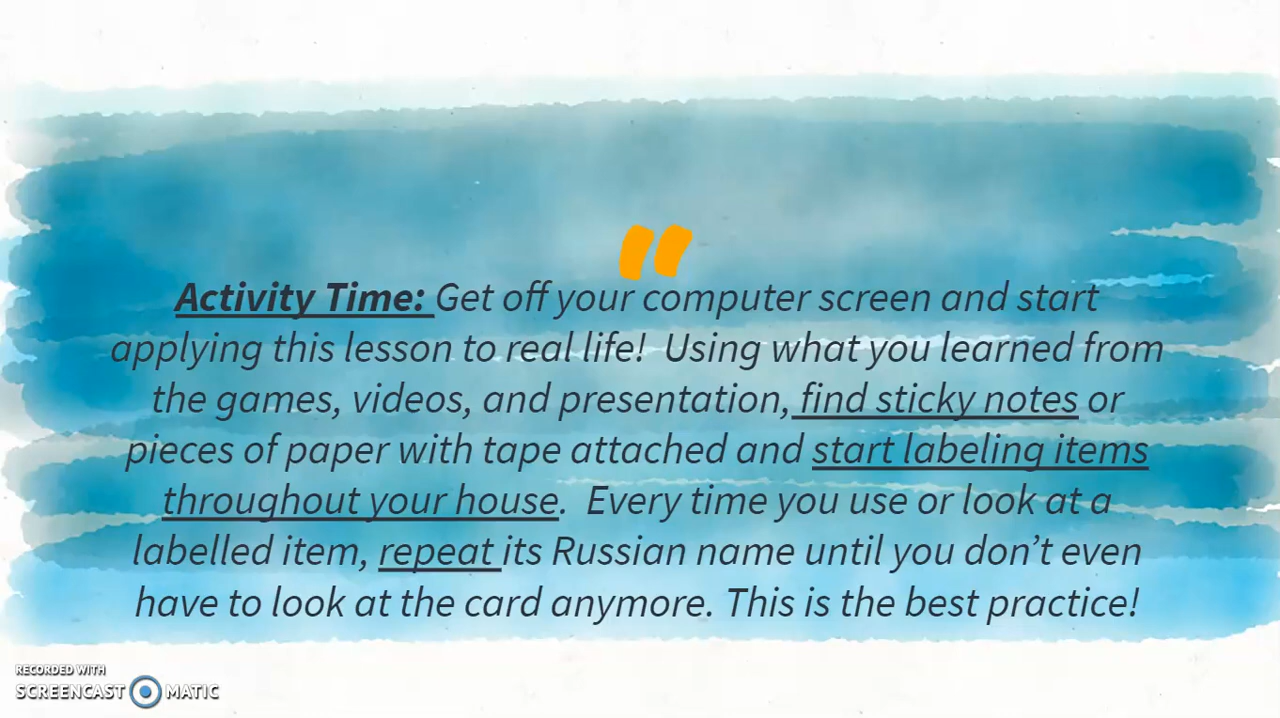 "
Activity Time: Get off your computer screen and start
applying this lesson to real life!  Using what you learned from
the games, videos, and presentation, find sticky notes or
pieces of paper with tape attached and start labeling items
throughout your house.  Every time you use or look at a
labelled item, repeat its Russian name until you don’t even
have to look at the card anymore. This is the best practice!
RECORDED WITH
SCREENCAST MATIC